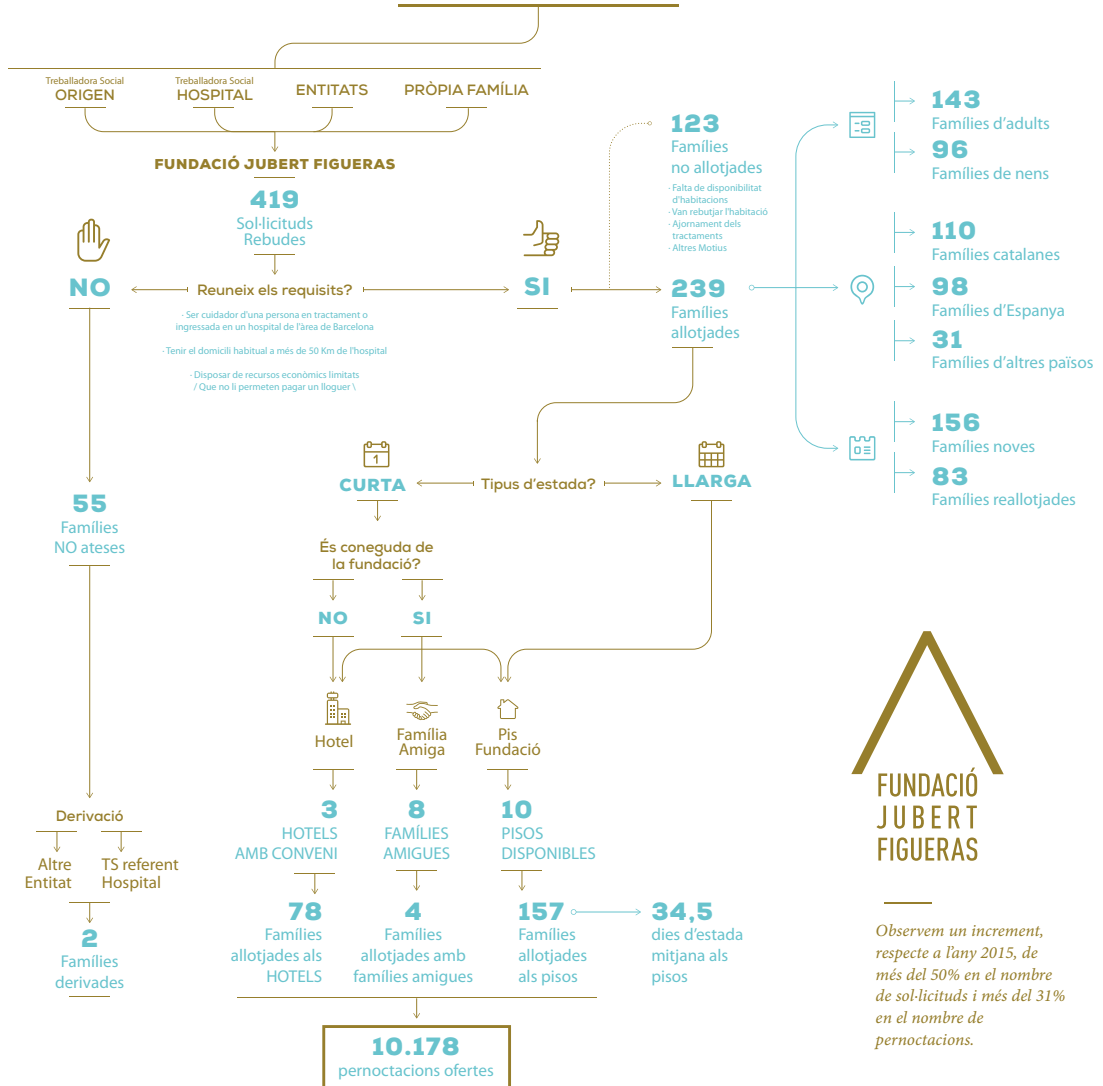 Treballadora Social
ORIGEN
Treballadora Social
HOSPITAL
ENTITATS
PRÒPIA FAMÍLIA
FUNDACIÓ JUBERT FIGUERAS
419
Sol·licituds
Rebudes
NO
Reuneix els requisits?
SI
- Ser cuidador d'una persona en tractament o
ingressada en un hospital de l'àrea de Barcelona
- Tenir el domicili habitual a més de 50 Km de l'hospital
- Disposar de recursos econòmics limitats
/ Que no li permeten pagar un lloguer \
123
Famílies
no allotjades
- Falta de disponibilitat
d'habitacions
- Van rebutjar l'habitació
- Ajornament dels
tractaments
- Altres Motius
239
Famílies
allotjades
143
Famílies d'adults
96
Famílies de nens
110
Famílies catalanes
98
Famílies d'Espanya
31
Famílies d'altres països
156
Famílies noves
83
Famílies reallotjades
55
Famílies
NO ateses
1
CURTA
Tipus d'estada?
LLARGA
És coneguda de
la fundació?
NO
SI
Hotel
Família
Amiga
Pis
Fundació
Derivació
Altre
Entitat
TS referent
Hospital
2
Famílies
derivades
3
HOTELS
AMB CONVENI
8
FAMÍLIES
AMIGUES
10
PISOS
DISPONIBLES
78
Famílies
allotjades als
HOTELS
4
Famílies
allotjades amb
famílies amigues
157
Famílies
allotjades
als pisos
34,5
dies d'estada
mitjana als
pisos
10.178
pernoctacions ofertes
FUNDACIÓ
JUBERT
FIGUERAS
Observem un increment,
respecte a l'any 2015, de
més del 50% en el nombre
de sol·licituds i més del 31%
en el nombre de
pernoctacions.